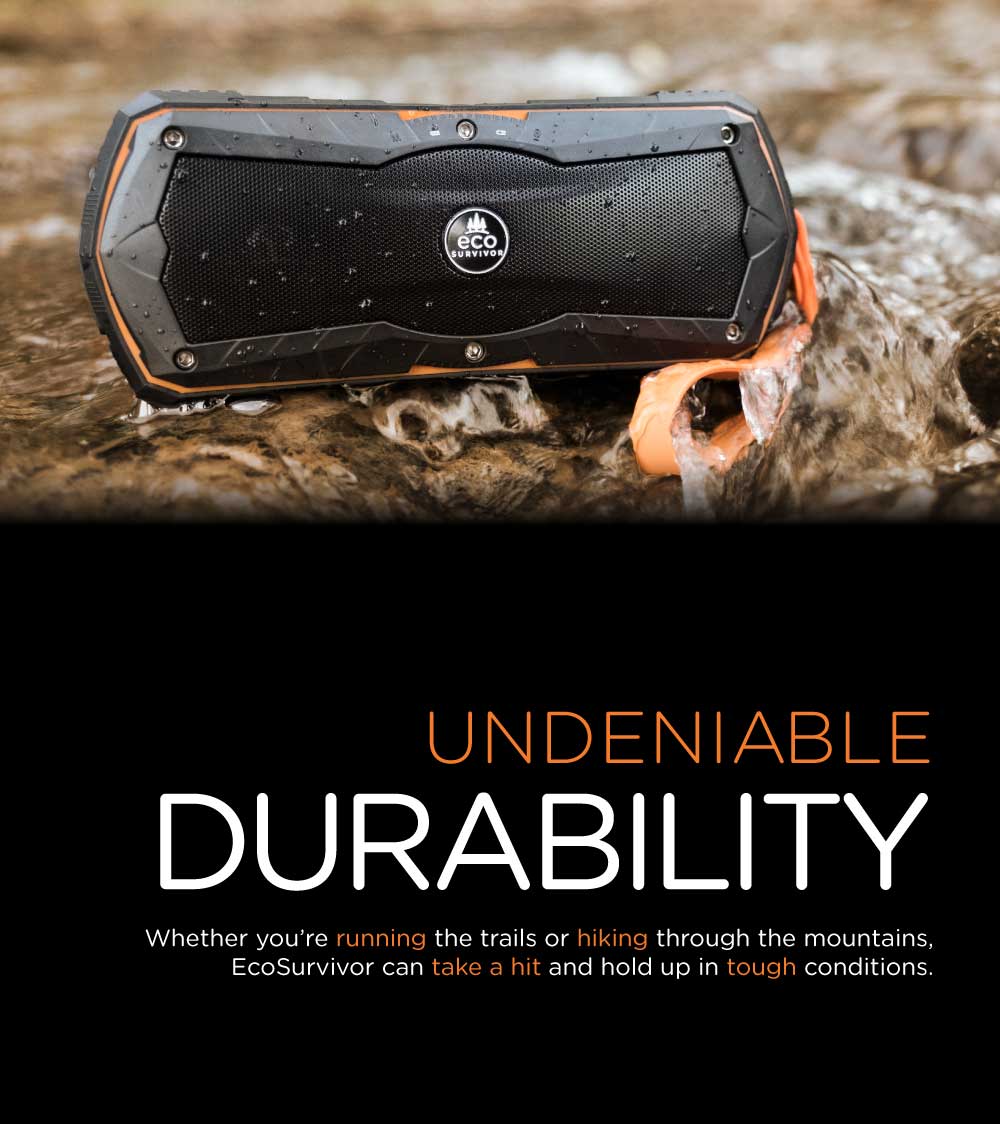 eco
SURVIVOR
UNDENIABLE
DURABILITY
Whether you’re running the trails or hiking through the mountains,
EcoSurvivor can take a hit and hold up in tough conditions.